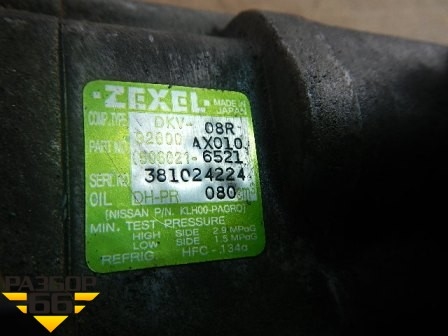 ·ZEXEL·
MADE IN
JAPAN
COMP. TYPE DKV-08R
PART NO. 92600 AX010
506021-6521
SERI.NO. 381024224
OIL DH-PR 080 cm³
(NISSAN P/N. KLH00-PAGR0)
MIN. TEST PRESSURE
HIGH SIDE 2.9 MPaG
LOW SIDE 1.5 MPaG
REFRIG. HFC-134a
РАЗБОР
66